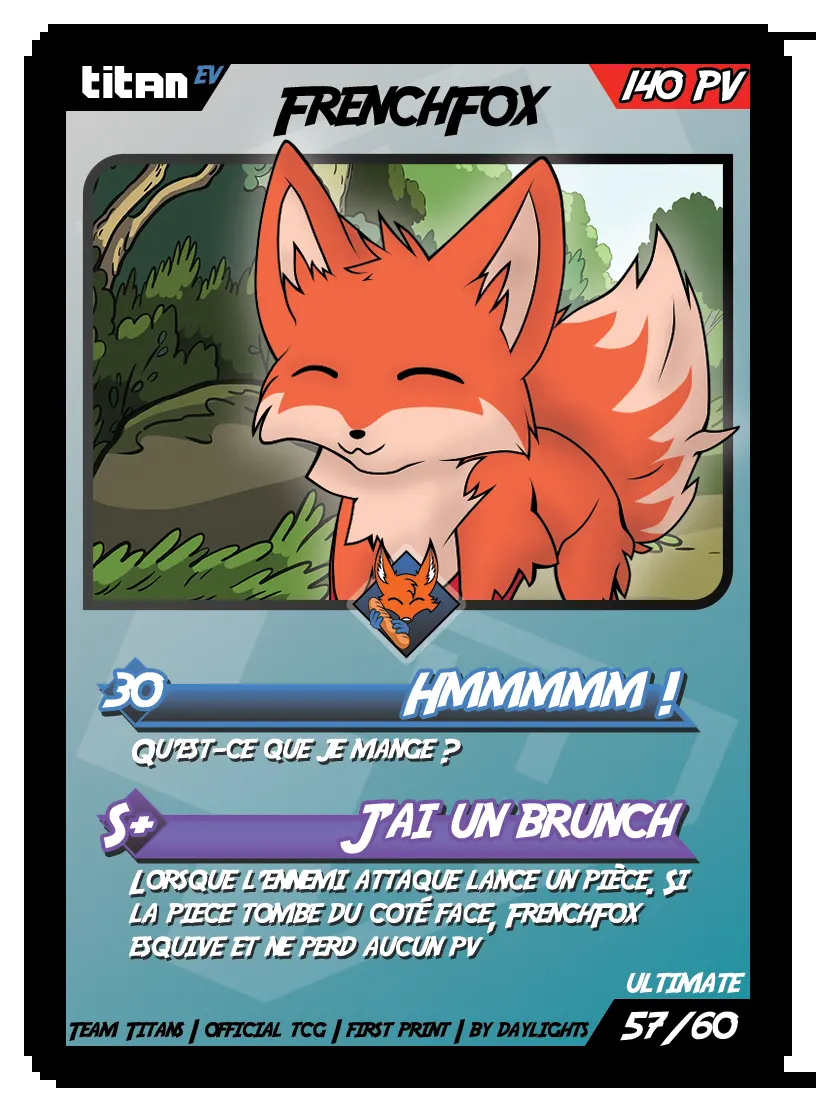 titan EV
FrenchFox
140 PV
30
Hmmmmm !
Qu'est-ce que je mange ?
S+
J'ai un brunch
Lorsque l'ennemi attaque lance un pièce. Si
la piece tombe du coté face, FrenchFox
esquive et ne perd aucun pv
ultimate
Team Titans | official tcg | first print | by daylights
57/60